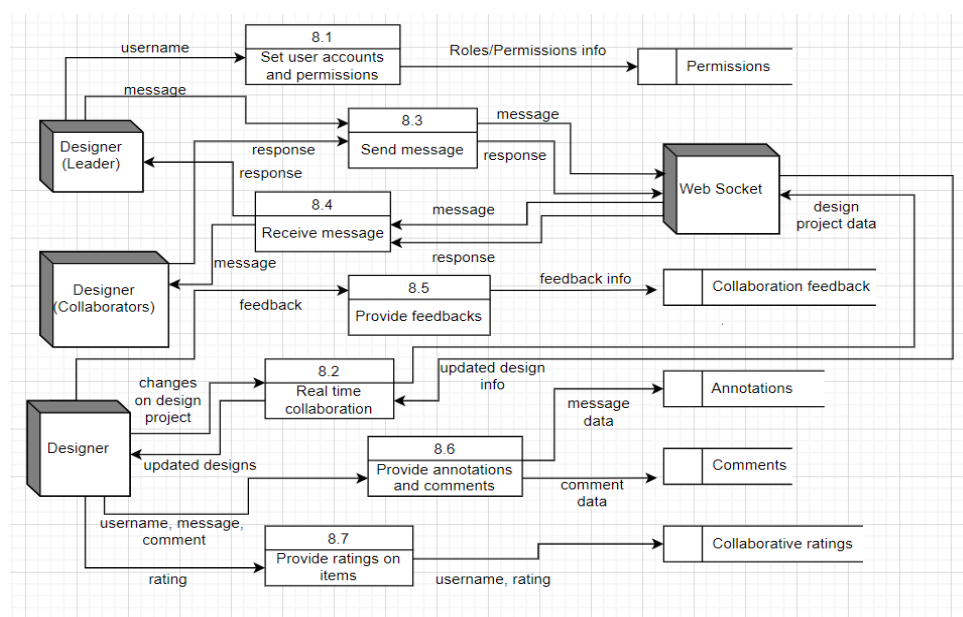 8.1
username
Set user accounts
and permissions
Roles/Permissions info
Permissions
message
8.3
message
Designer
(Leader)
response
Send message
response
response
Web Socket
8.4
message
design
project data
Receive message
message
response
Designer
(Collaborators)
8.5
feedback info
Collaboration feedback
feedback
Provide feedbacks
8.2
updated design
info
changes
on design
project
Real time
collaboration
Annotations
message
data
Designer
8.6
updated designs
Provide annotations
and comments
Comments
comment
data
username, message,
comment
8.7
Collaborative ratings
Provide ratings on
items
rating
username, rating